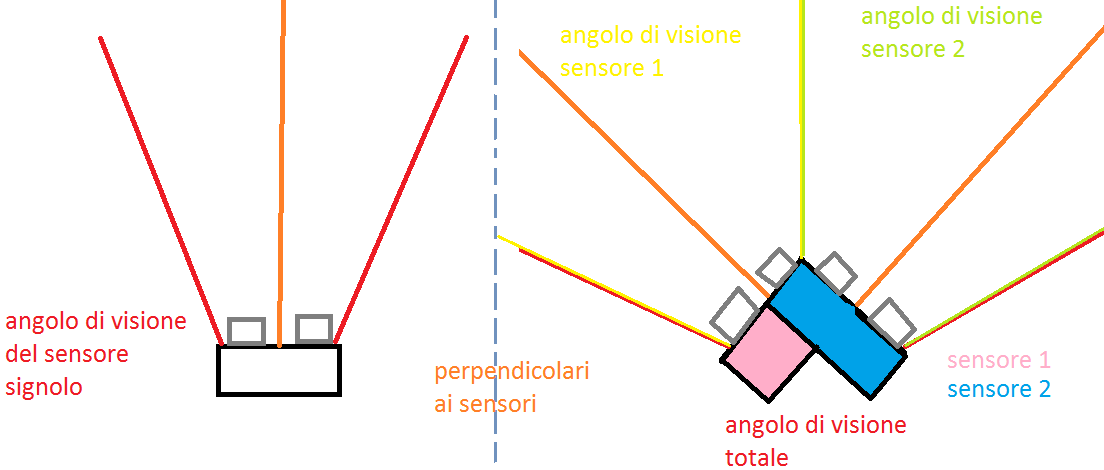 angolo di visione
del sensore
signolo
perpendicolari
ai sensori
angolo di visione
sensore 1
angolo di visione
sensore 2
sensore 1
sensore 2
angolo di visione
totale